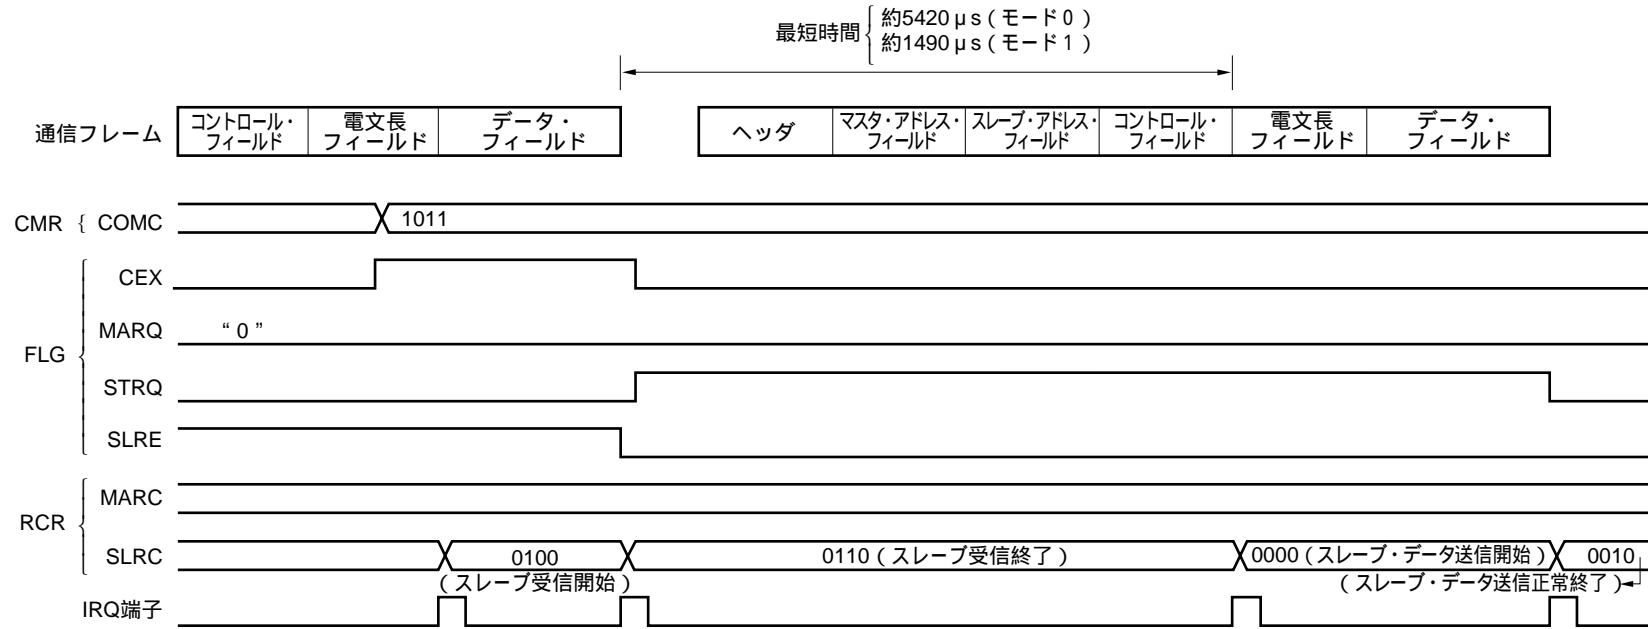 最短時間
約5420μs(モード0)
約1490μs(モード1)
通信フレーム
コントロール・フィールド
電文長フィールド
データ・フィールド
ヘッダ
マスタ・アドレス・フィールド
スレーブ・アドレス・フィールド
コントロール・フィールド
電文長フィールド
データ・フィールド
CMR { COMC
1011
CEX
MARQ
“0”
FLG
STRQ
SLRE
MARC
RCR
SLRC
0100
0110(スレーブ受信終了)
0000(スレーブ・データ送信開始)
0010
(スレーブ受信開始)
(スレーブ・データ送信正常終了)
IRQ端子